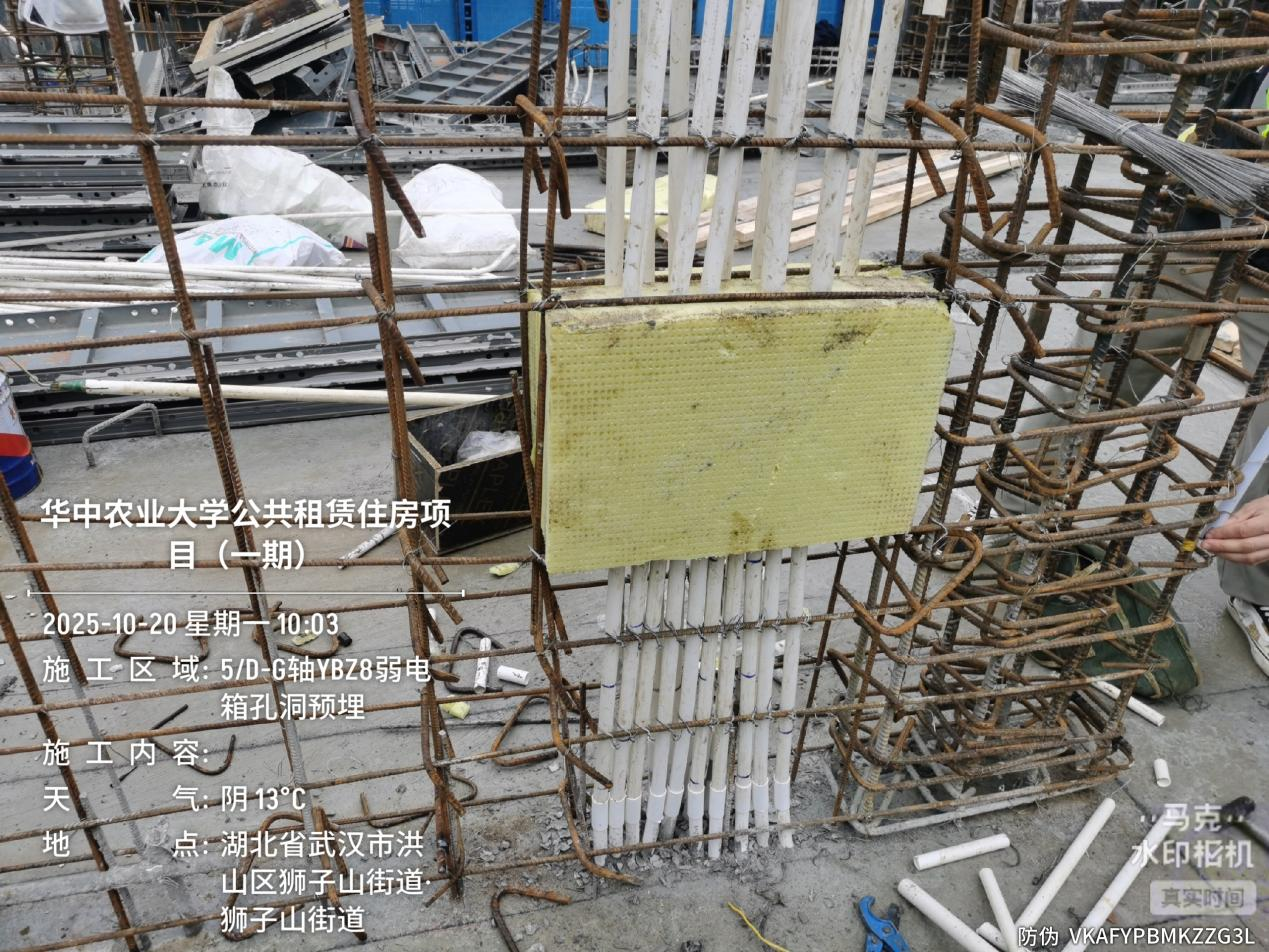 华中农业大学公共租赁住房项
目（一期）
2025-10-20 星期一 10:03
施工区域: 5/D-G轴YBZ8弱电
箱孔洞预埋
施工内容:
天气: 阴 13°C
地点: 湖北省武汉市洪
山区狮子山街道·
狮子山街道
马克
水印相机
真实时间
防伪 VKAFYPBMKZZG3L